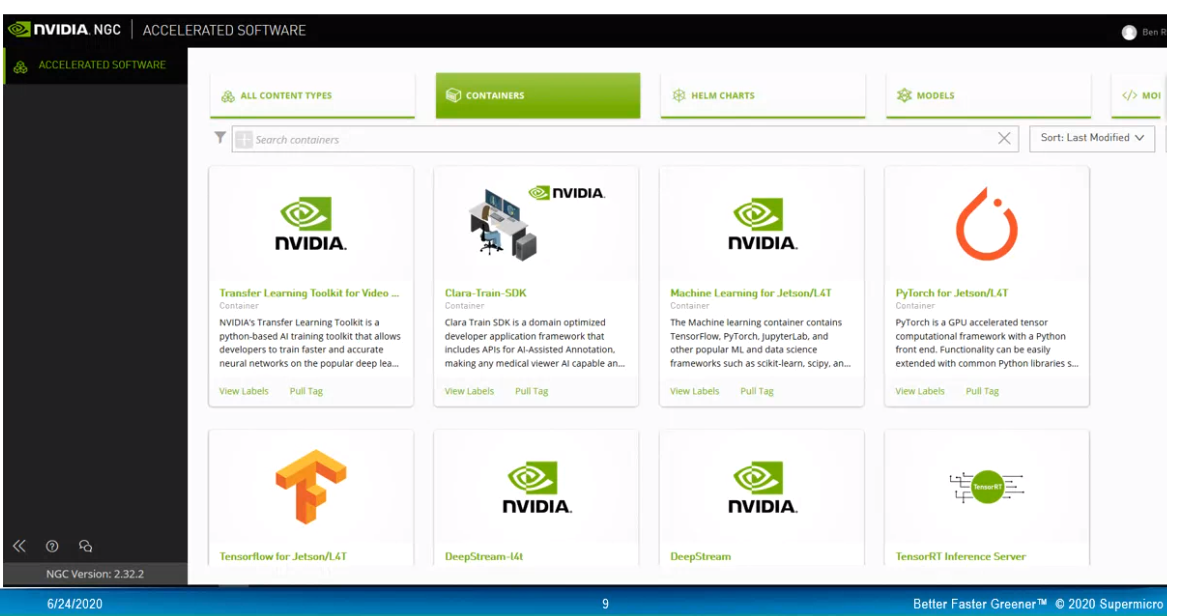 NVIDIA. NGC | ACCELERATED SOFTWARE
Ben R
ACCELERATED SOFTWARE
ALL CONTENT TYPES
CONTAINERS
HELM CHARTS
MODELS
</> MOI
Search containers
Sort: Last Modified
NVIDIA.
NVIDIA.
NVIDIA.
Transfer Learning Toolkit for Video ...
Container
NVIDIA's Transfer Learning Toolkit is a
python-based AI training toolkit that allows
developers to train faster and accurate
neural networks on the popular deep lea...
View Labels Pull Tag
Clara-Train-SDK
Container
Clara Train SDK is a domain optimized
developer application framework that
includes APIs for AI-Assisted Annotation,
making any medical viewer AI capable an...
View Labels Pull Tag
Machine Learning for Jetson/L4T
Container
The Machine learning container contains
TensorFlow, PyTorch, JupyterLab, and
other popular ML and data science
frameworks such as scikit-learn, scipy, an...
View Labels Pull Tag
PyTorch for Jetson/L4T
Container
PyTorch is a GPU accelerated tensor
computational framework with a Python
front end. Functionality can be easily
extended with common Python libraries s...
View Labels Pull Tag
NVIDIA.
NVIDIA.
TensorRT
Tensorflow for Jetson/L4T
DeepStream-l4t
DeepStream
TensorRT Inference Server
NGC Version: 2.32.2
6/24/2020
9
Better Faster Greener™ © 2020 Supermicro